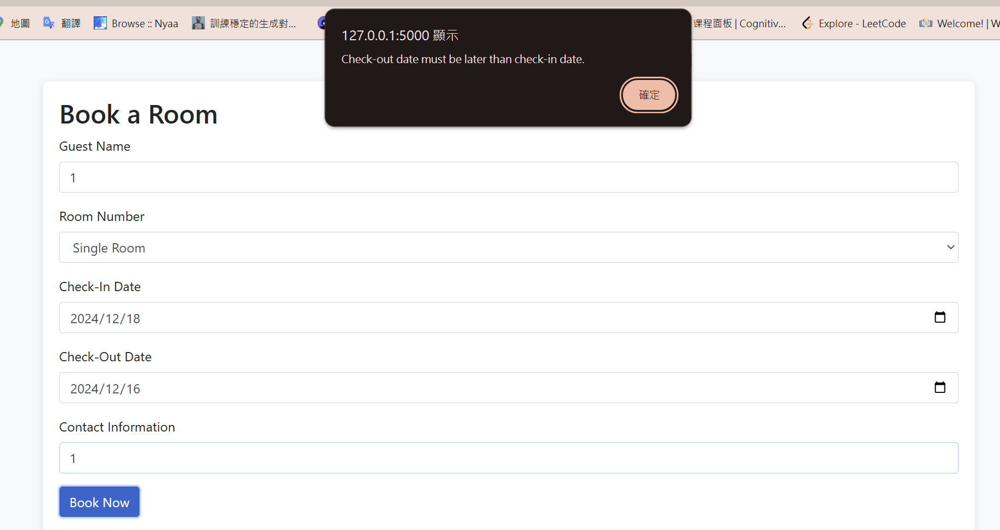 地圖 翻譯 Browse :: Nyaa 訓練穩定的生成對... 课程面板 | Cognitiv... Explore - LeetCode Welcome! | W
127.0.0.1:5000 顯示
Check-out date must be later than check-in date.
確定
Book a Room
Guest Name
1
Room Number
Single Room
Check-In Date
2024/12/18
Check-Out Date
2024/12/16
Contact Information
1
Book Now